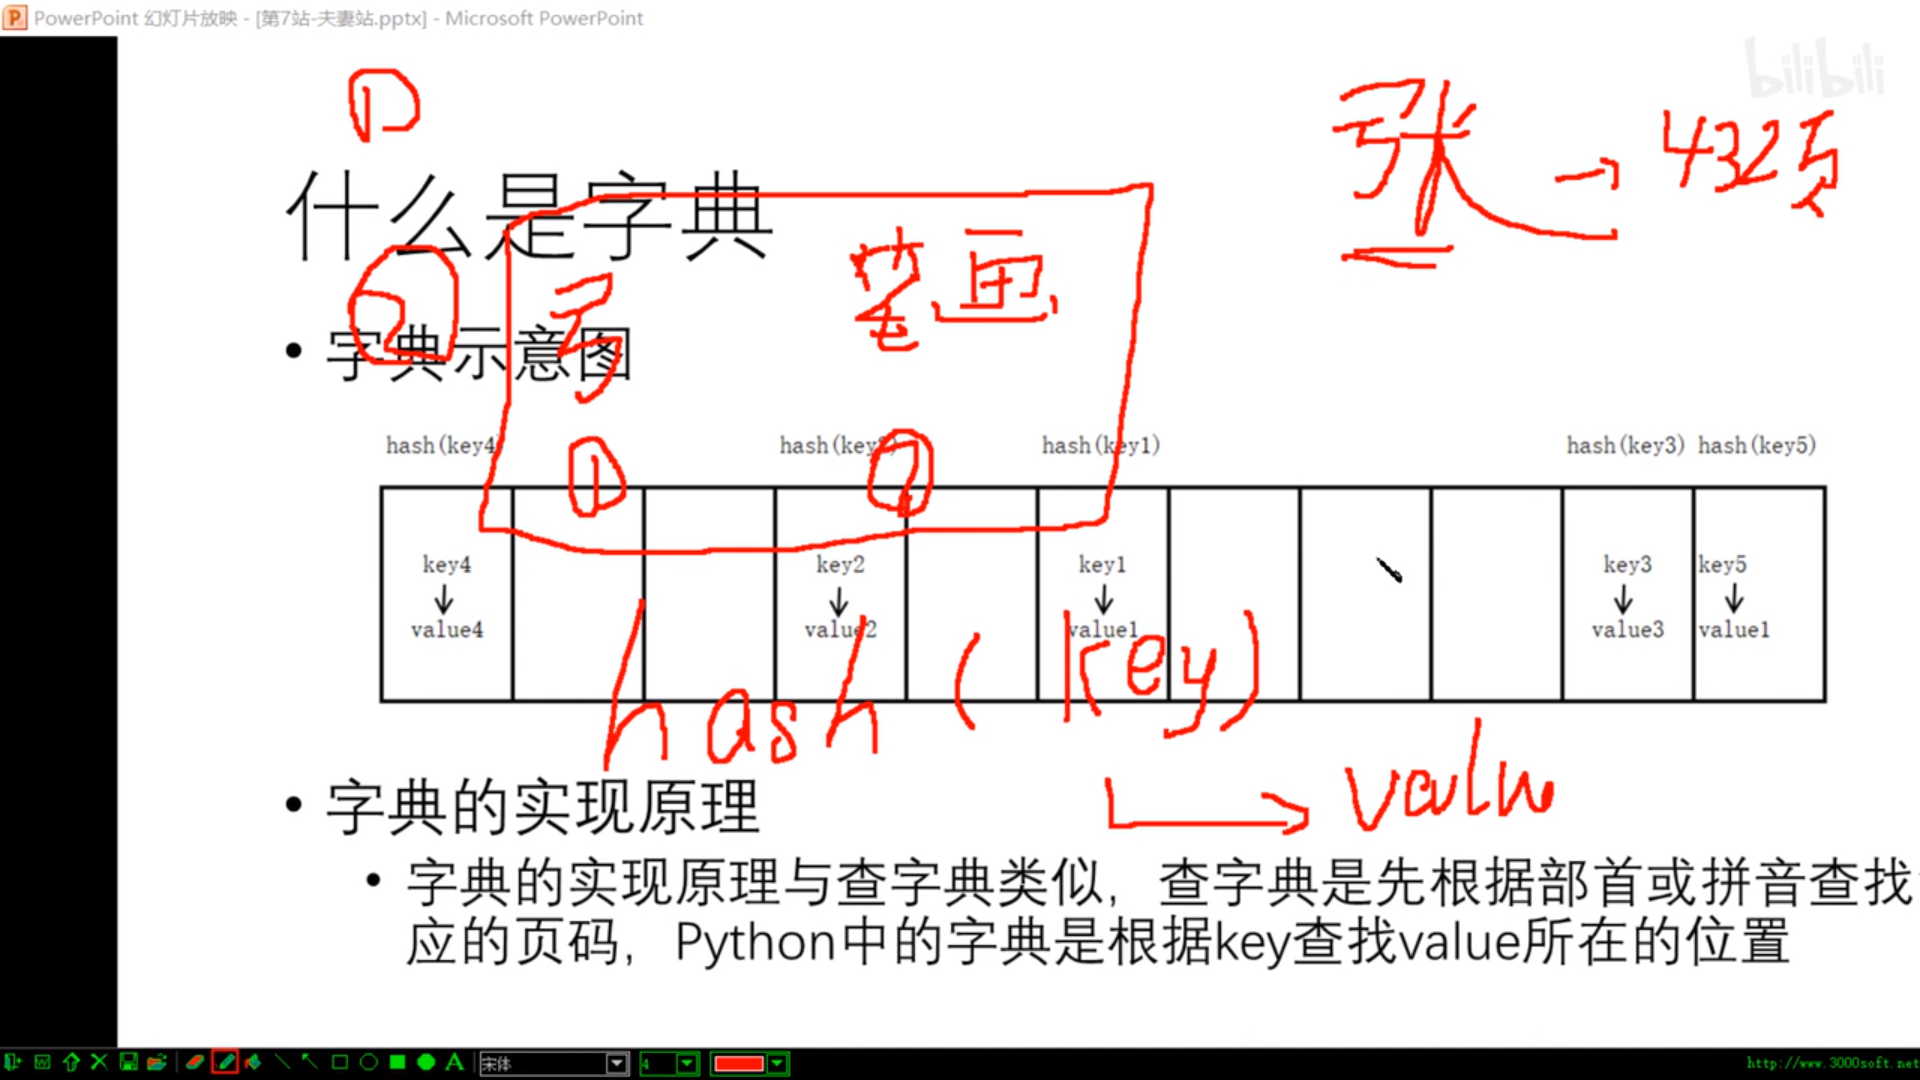 PowerPoint 幻灯片放映 - [第7站-夫妻站.pptx] - Microsoft PowerPoint
bilibili
①
张 → 4325页
什么是字典
②
弓 笔画
字典示意图
① ②
hash(key4) hash(key2) hash(key1) hash(key3) hash(key5)
key4 key2 key1 key3 key5
value4 value2 value1 value3 value1
hash(key)
valu
字典的实现原理
字典的实现原理与查字典类似，查字典是先根据部首或拼音查找
应的页码，Python中的字典是根据key查找value所在的位置
宋体 4
http://www.3000soft.net